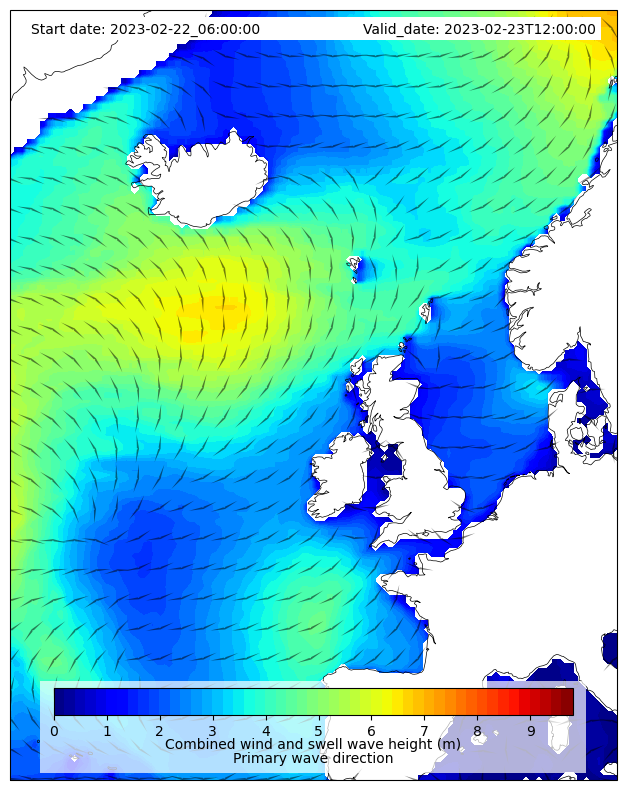 Start date: 2023-02-22_06:00:00 Valid_date: 2023-02-23T12:00:00
0 1 2 3 4 5 6 7 8 9
Combined wind and swell wave height (m)
Primary wave direction